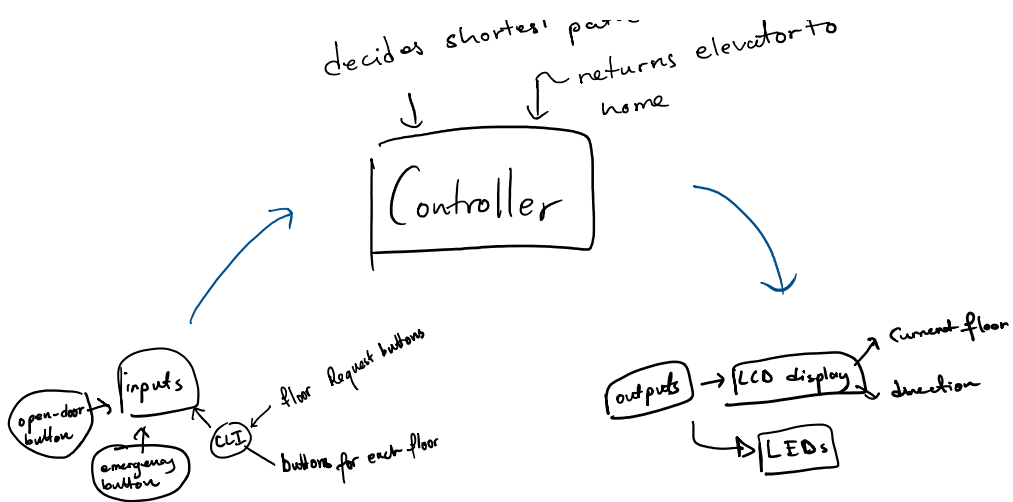 decides shortest path
returns elevator to
home
Controller
inputs
open-door
button
emergency
button
CLI
floor Request buttons
buttons for each floor
outputs
LCD display
current floor
direction
LEDs